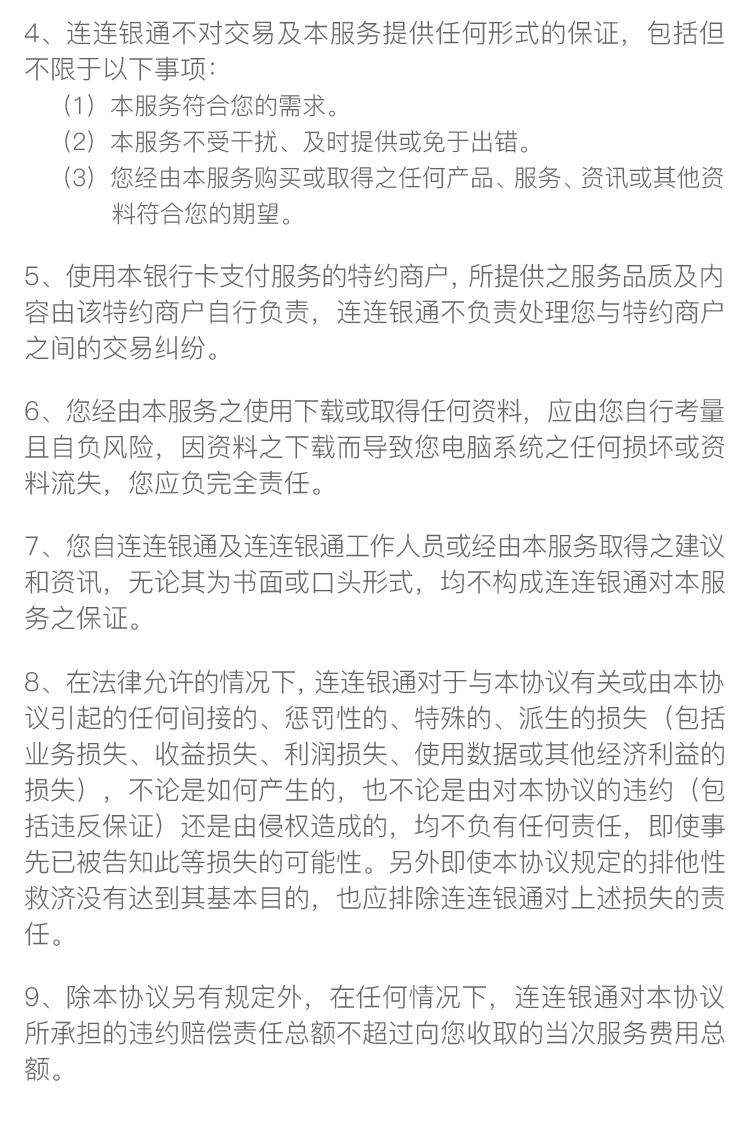 4、连连银通不对交易及本服务提供任何形式的保证，包括但
不限于以下事项：
（1）本服务符合您的需求。
（2）本服务不受干扰、及时提供或免于出错。
（3）您经由本服务购买或取得之任何产品、服务、资讯或其他资
料符合您的期望。
5、使用本银行卡支付服务的特约商户，所提供之服务品质及内
容由该特约商户自行负责，连连银通不负责处理您与特约商户
之间的交易纠纷。
6、您经由本服务之使用下载或取得任何资料，应由您自行考量
且自负风险，因资料之下载而导致您电脑系统之任何损坏或资
料流失，您应负完全责任。
7、您自连连银通及连连银通工作人员或经由本服务取得之建议
和资讯，无论其为书面或口头形式，均不构成连连银通对本服
务之保证。
8、在法律允许的情况下，连连银通对于与本协议有关或由本协
议引起的任何间接的、惩罚性的、特殊的、派生的损失（包括
业务损失、收益损失、利润损失、使用数据或其他经济利益的
损失），不论是如何产生的，也不论是由对本协议的违约（包
括违反保证）还是由侵权造成的，均不负有任何责任，即使事
先已被告知此等损失的可能性。另外即使本协议规定的排他性
救济没有达到其基本目的，也应排除连连银通对上述损失的责
任。
9、除本协议另有规定外，在任何情况下，连连银通对本协议
所承担的违约赔偿责任总额不超过向您收取的当次服务费用总
额。